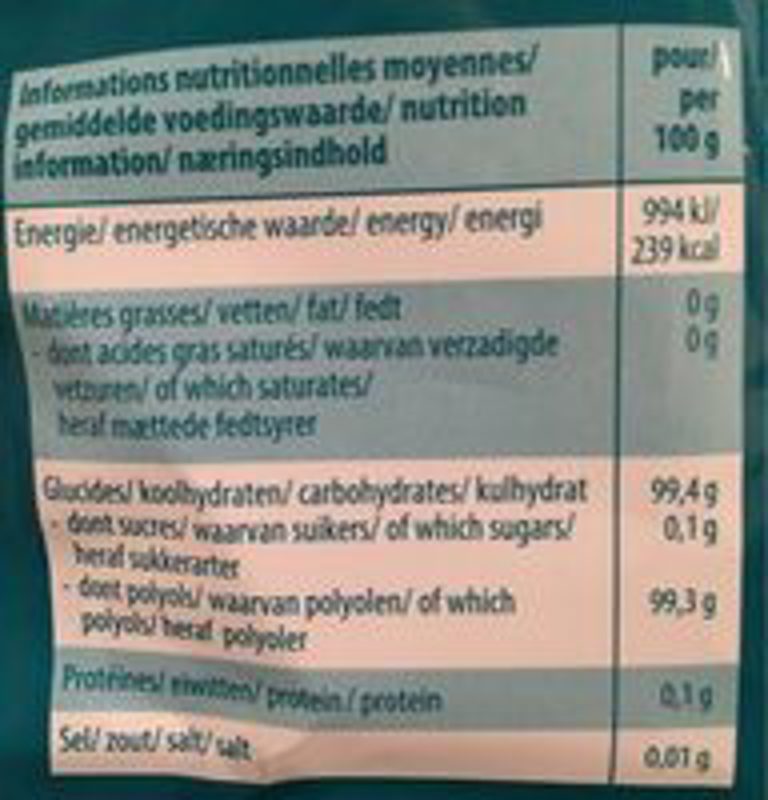 Informations nutritionnelles moyennes/ pour/
gemiddelde voedingswaarde/ nutrition per
information/ næringsindhold 100 g
Energie/ energetische waarde/ energy/ energi 994 kJ/
239 kcal
Matières grasses/ vetten/ fat/ fedt 0 g
- dont acides gras saturés/ waarvan verzadigde 0 g
vetzuren/ of which saturates/
heraf mættede fedtsyrer
Glucides/ koolhydraten/ carbohydrates/ kulhydrat 99,4 g
- dont sucres/ waarvan suikers/ of which sugars/ 0,1 g
heraf sukkerarter
- dont polyols/ waarvan polyolen/ of which 99,3 g
polyols/ heraf polyoler
Protéines/ eiwitten/ protein / protein 0,1 g
Sel/ zout/ salt/ salt 0,01 g